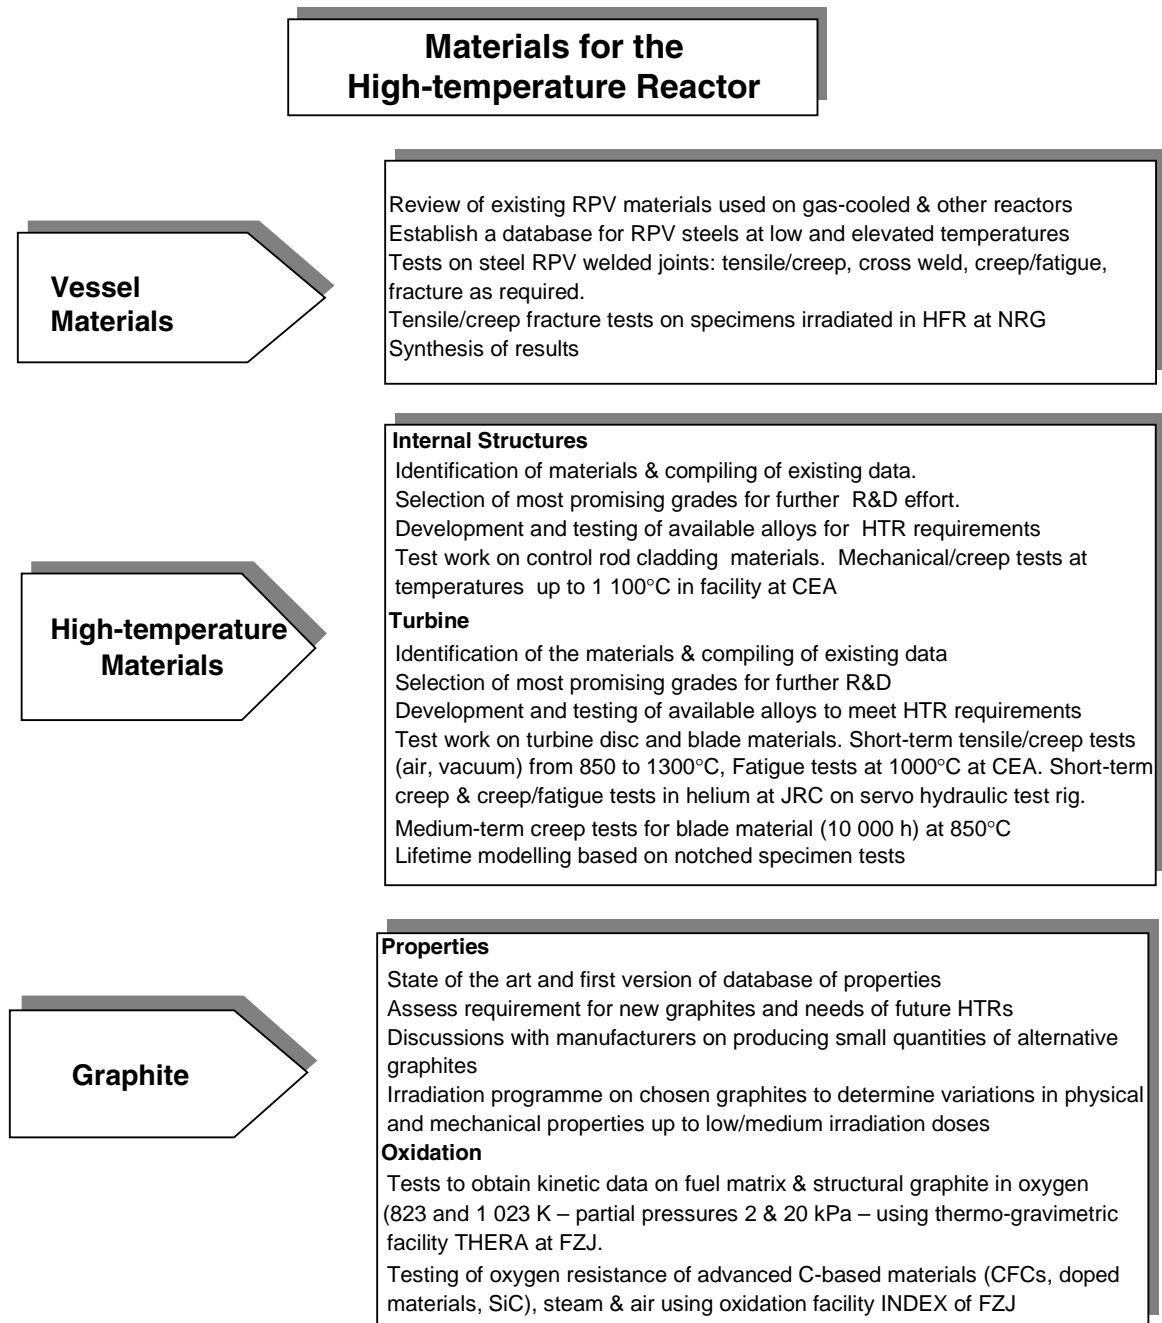 Materials for the
High-temperature Reactor
Vessel
Materials
Review of existing RPV materials used on gas-cooled & other reactors
Establish a database for RPV steels at low and elevated temperatures
Tests on steel RPV welded joints: tensile/creep, cross weld, creep/fatigue,
fracture as required.
Tensile/creep fracture tests on specimens irradiated in HFR at NRG
Synthesis of results
High-temperature
Materials
Internal Structures
Identification of materials & compiling of existing data.
Selection of most promising grades for further R&D effort.
Development and testing of available alloys for HTR requirements
Test work on control rod cladding materials. Mechanical/creep tests at
temperatures up to 1 100°C in facility at CEA
Turbine
Identification of the materials & compiling of existing data
Selection of most promising grades for further R&D
Development and testing of available alloys to meet HTR requirements
Test work on turbine disc and blade materials. Short-term tensile/creep tests
(air, vacuum) from 850 to 1300°C, Fatigue tests at 1000°C at CEA. Short-term
creep & creep/fatigue tests in helium at JRC on servo hydraulic test rig.
Medium-term creep tests for blade material (10 000 h) at 850°C
Lifetime modelling based on notched specimen tests
Graphite
Properties
State of the art and first version of database of properties
Assess requirement for new graphites and needs of future HTRs
Discussions with manufacturers on producing small quantities of alternative
graphites
Irradiation programme on chosen graphites to determine variations in physical
and mechanical properties up to low/medium irradiation doses
Oxidation
Tests to obtain kinetic data on fuel matrix & structural graphite in oxygen
(823 and 1 023 K – partial pressures 2 & 20 kPa – using thermo-gravimetric
facility THERA at FZJ.
Testing of oxygen resistance of advanced C-based materials (CFCs, doped
materials, SiC), steam & air using oxidation facility INDEX of FZJ